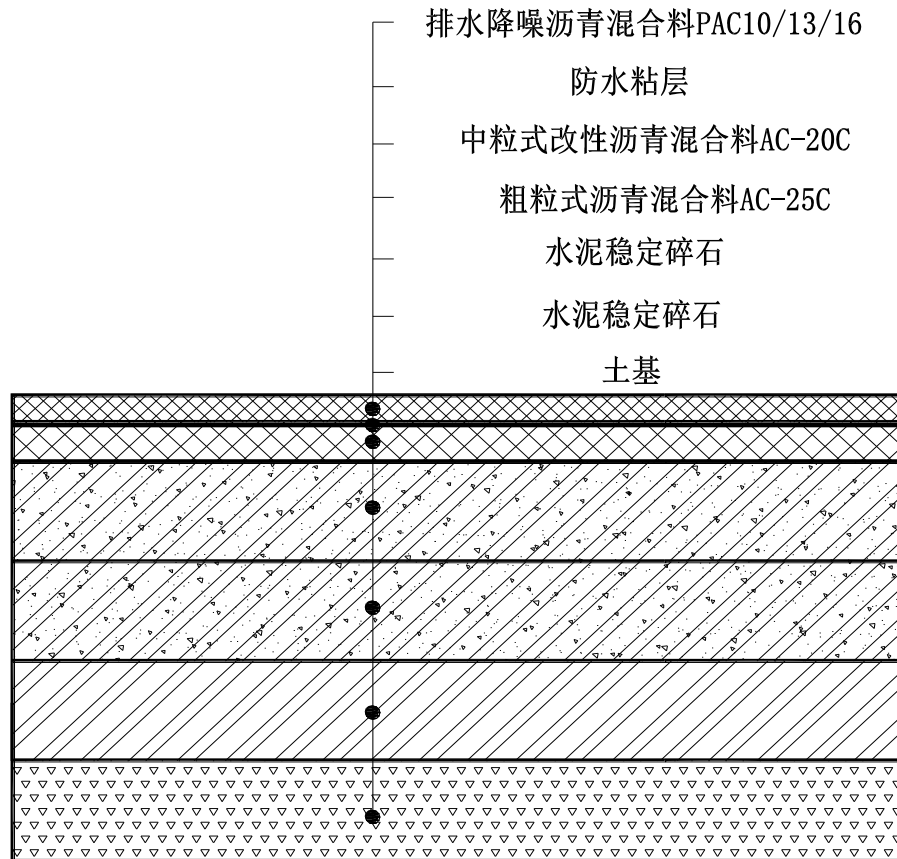 排水降噪沥青混合料PAC10/13/16
防水粘层
中粒式改性沥青混合料AC-20C
粗粒式沥青混合料AC-25C
水泥稳定碎石
水泥稳定碎石
土基